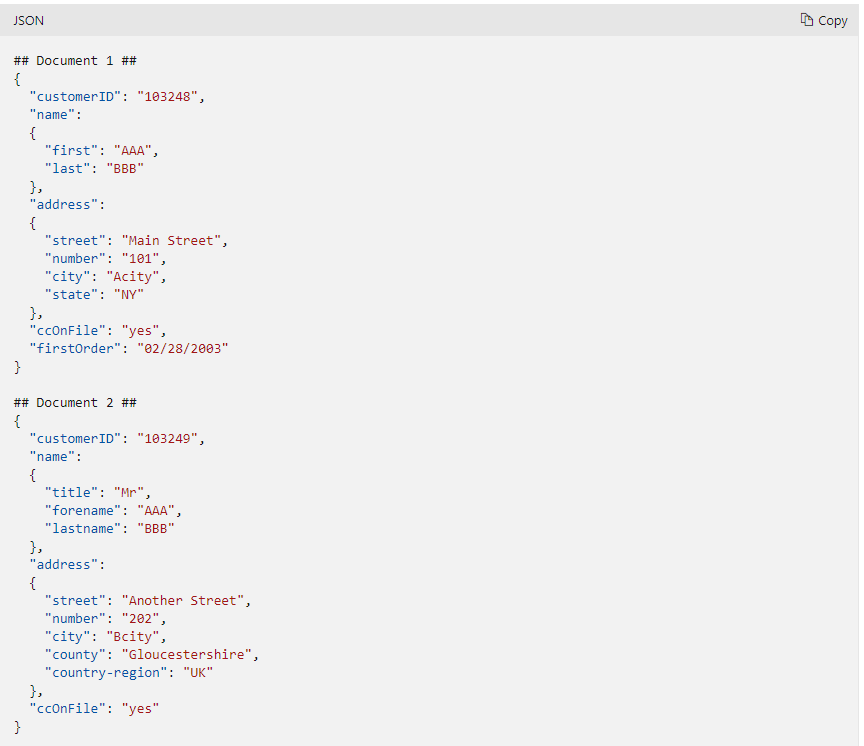 JSON
Copy
## Document 1 ##
{
  "customerID": "103248",
  "name":
  {
    "first": "AAA",
    "last": "BBB"
  },
  "address":
  {
    "street": "Main Street",
    "number": "101",
    "city": "Acity",
    "state": "NY"
  },
  "ccOnFile": "yes",
  "firstOrder": "02/28/2003"
}
## Document 2 ##
{
  "customerID": "103249",
  "name":
  {
    "title": "Mr",
    "forename": "AAA",
    "lastname": "BBB"
  },
  "address":
  {
    "street": "Another Street",
    "number": "202",
    "city": "Bcity",
    "county": "Gloucestershire",
    "country-region": "UK"
  },
  "ccOnFile": "yes"
}